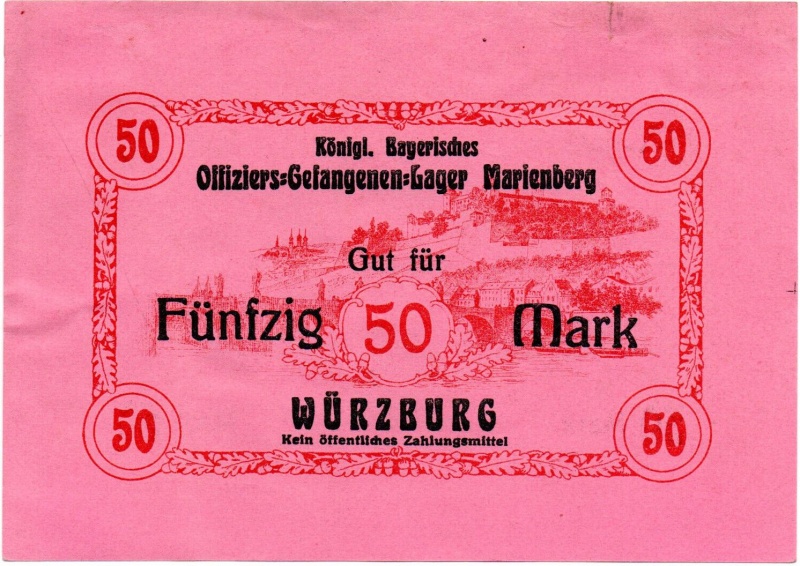 50
50
Königl. Bayerisches
Offiziers=Gefangenen=Lager Marienberg
Gut für
Fünfzig 50 Mark
WÜRZBURG
Kein öffentliches Zahlungsmittel
50
50